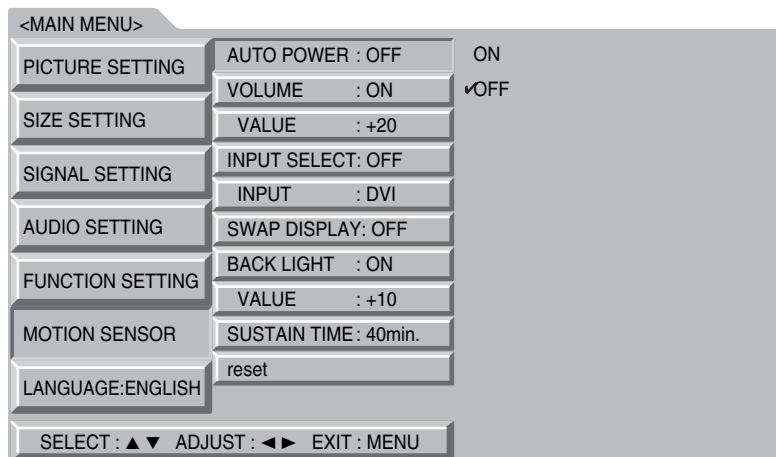 <MAIN MENU>
PICTURE SETTING
SIZE SETTING
SIGNAL SETTING
AUDIO SETTING
FUNCTION SETTING
MOTION SENSOR
LANGUAGE:ENGLISH
AUTO POWER : OFF
VOLUME : ON
VALUE : +20
INPUT SELECT: OFF
INPUT : DVI
SWAP DISPLAY: OFF
BACK LIGHT : ON
VALUE : +10
SUSTAIN TIME : 40min.
reset
ON
✔OFF
SELECT : ▲ ▼ ADJUST : ◄ ► EXIT : MENU